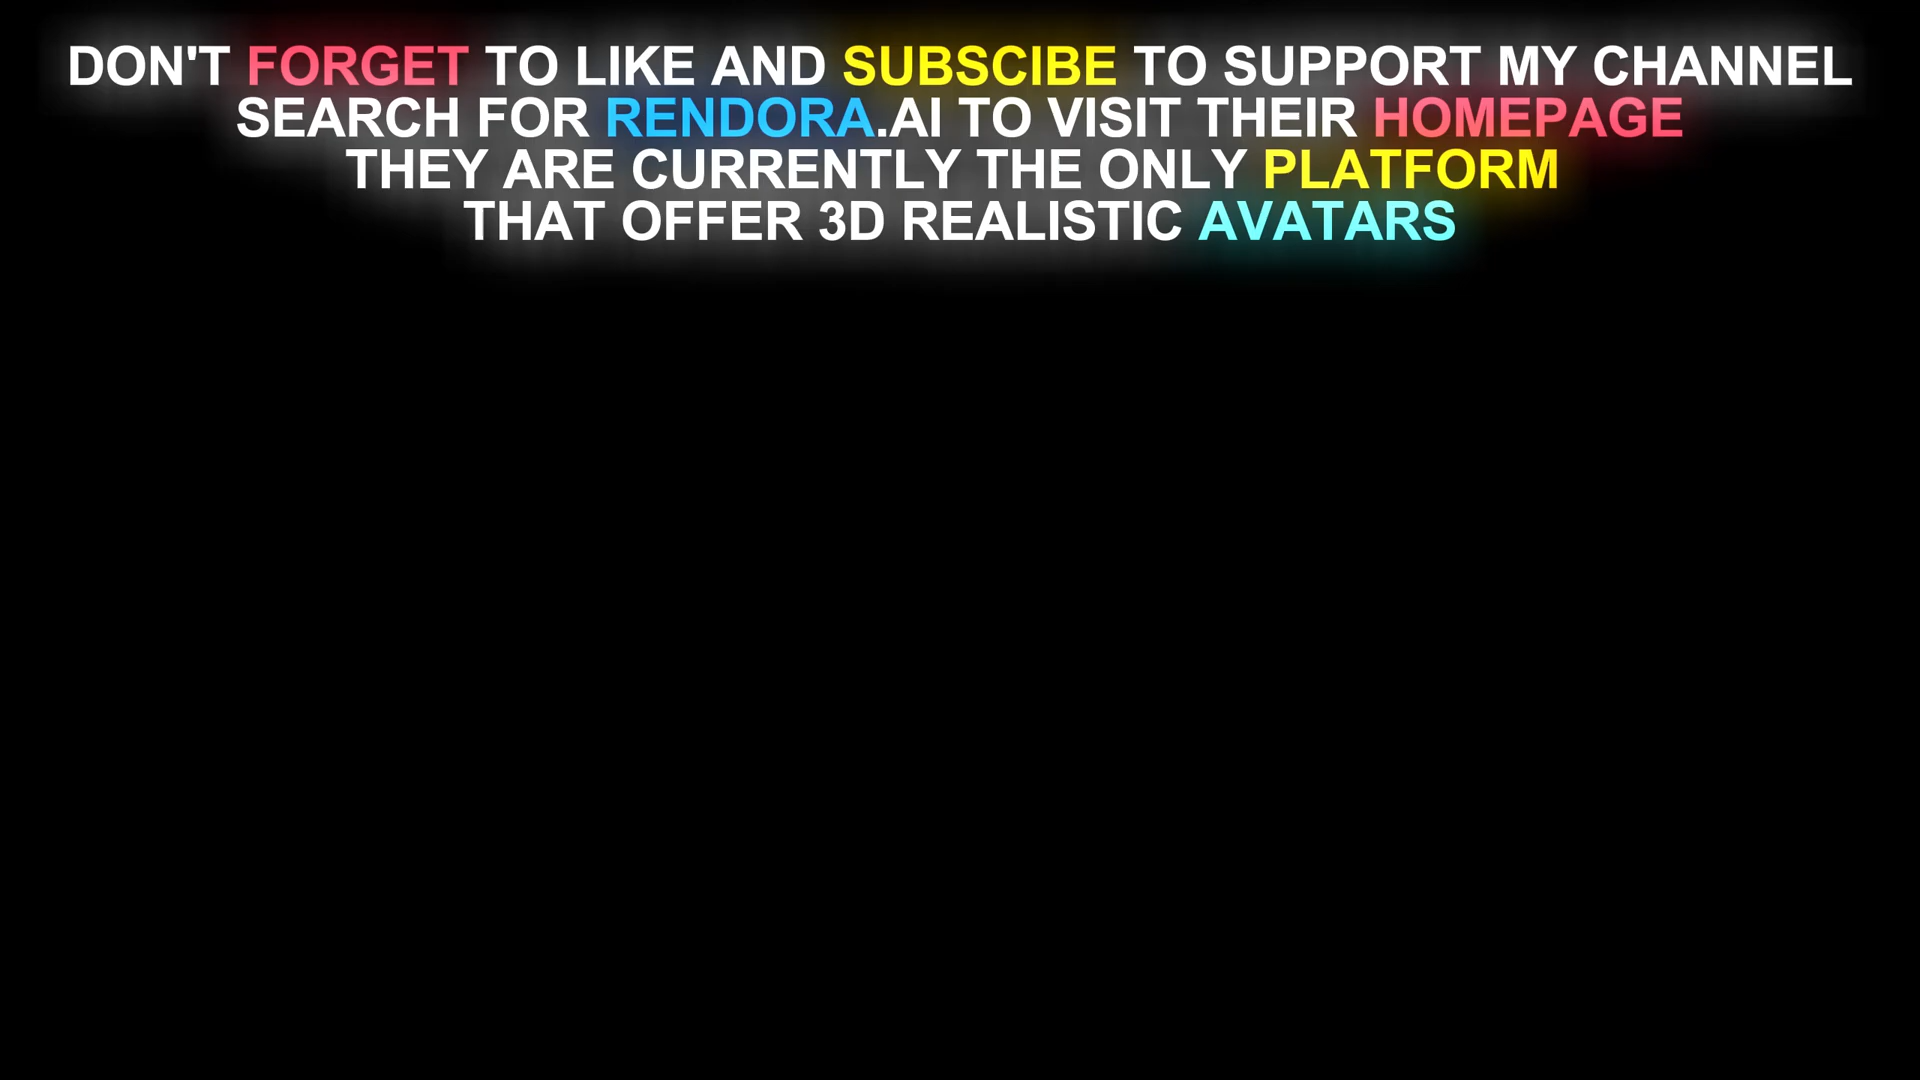 DON'T FORGET TO LIKE AND SUBSCIBE TO SUPPORT MY CHANNEL
SEARCH FOR RENDORA.AI TO VISIT THEIR HOMEPAGE
THEY ARE CURRENTLY THE ONLY PLATFORM
THAT OFFER 3D REALISTIC AVATARS